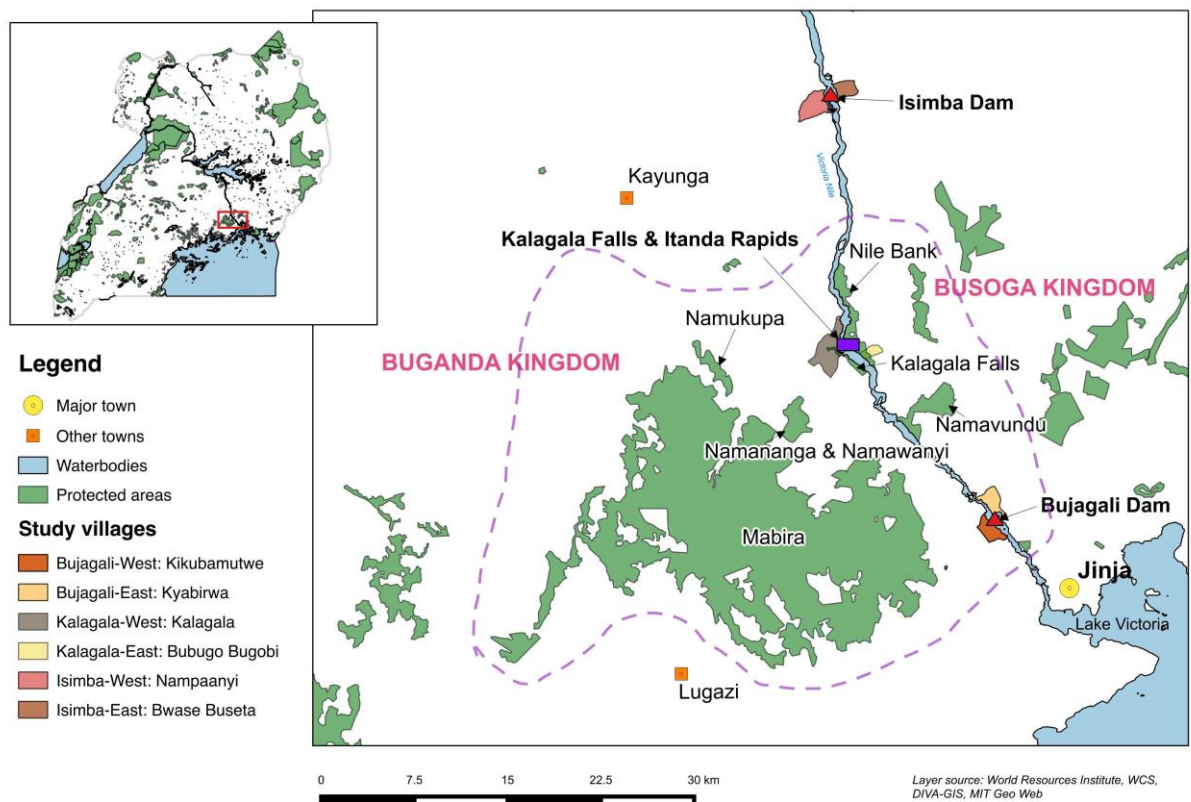 Isimba Dam
Victoria Nile
Kayunga
Kalagala Falls & Itanda Rapids
Nile Bank
BUSOGA KINGDOM
Namukupa
BUGANDA KINGDOM
Kalagala Falls
Namavundu
Namananga & Namawanyi
Bujagali Dam
Mabira
Jinja
Lake Victoria
Lugazi
Legend
Major town
Other towns
Waterbodies
Protected areas
Study villages
Bujagali-West: Kikubamutwe
Bujagali-East: Kyabirwa
Kalagala-West: Kalagala
Kalagala-East: Bubugo Bugobi
Isimba-West: Nampaanyi
Isimba-East: Bwase Buseta
0 7.5 15 22.5 30 km
Layer source: World Resources Institute, WCS,
DIVA-GIS, MIT Geo Web